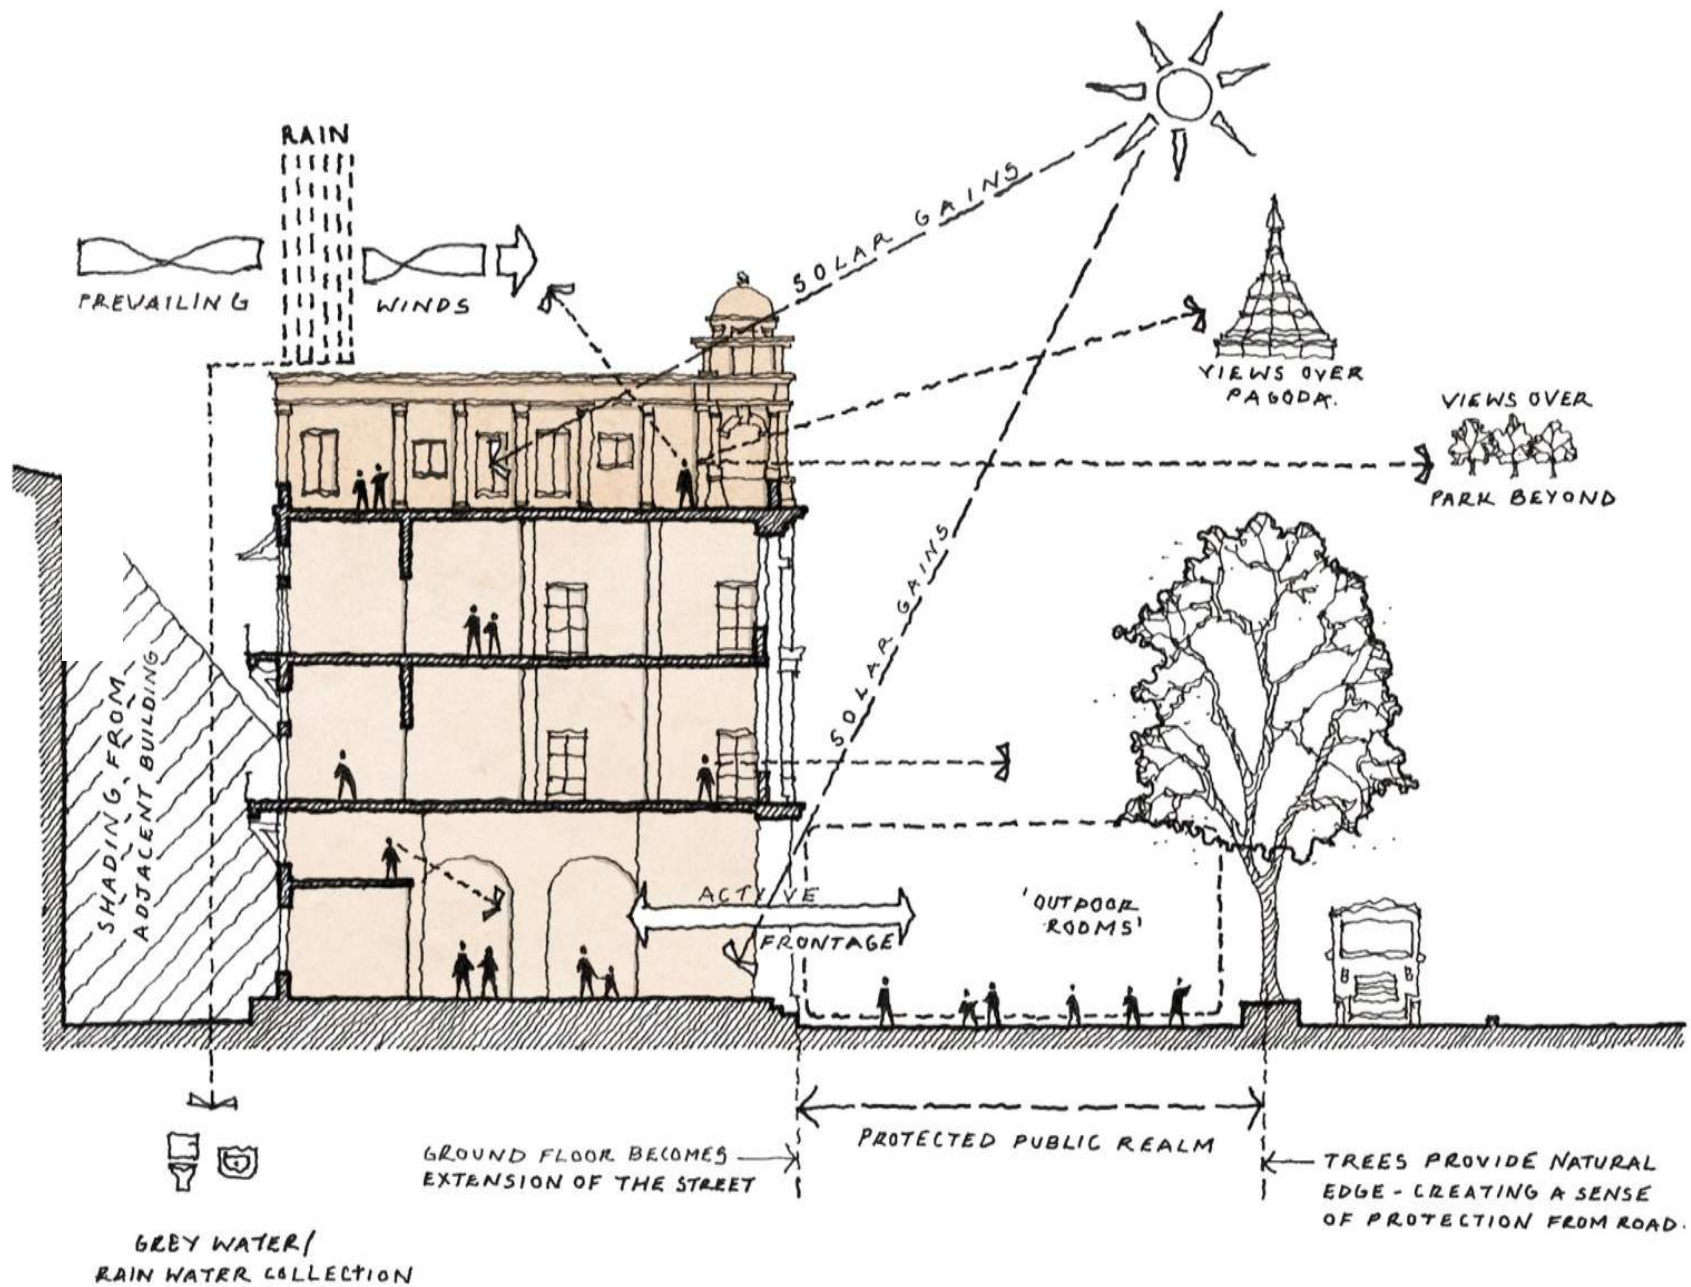 RAIN
PREVAILING WINDS
SOLAR GAINS
VIEWS OVER
PAGODA.
VIEWS OVER
PARK BEYOND
SOLAR GAINS
SHADING FROM
ADJACENT BUILDING
ACTIVE
FRONTAGE
'OUTDOOR
ROOMS'
PROTECTED PUBLIC REALM
GROUND FLOOR BECOMES
EXTENSION OF THE STREET
TREES PROVIDE NATURAL
EDGE - CREATING A SENSE
OF PROTECTION FROM ROAD.
GREY WATER/
RAIN WATER COLLECTION